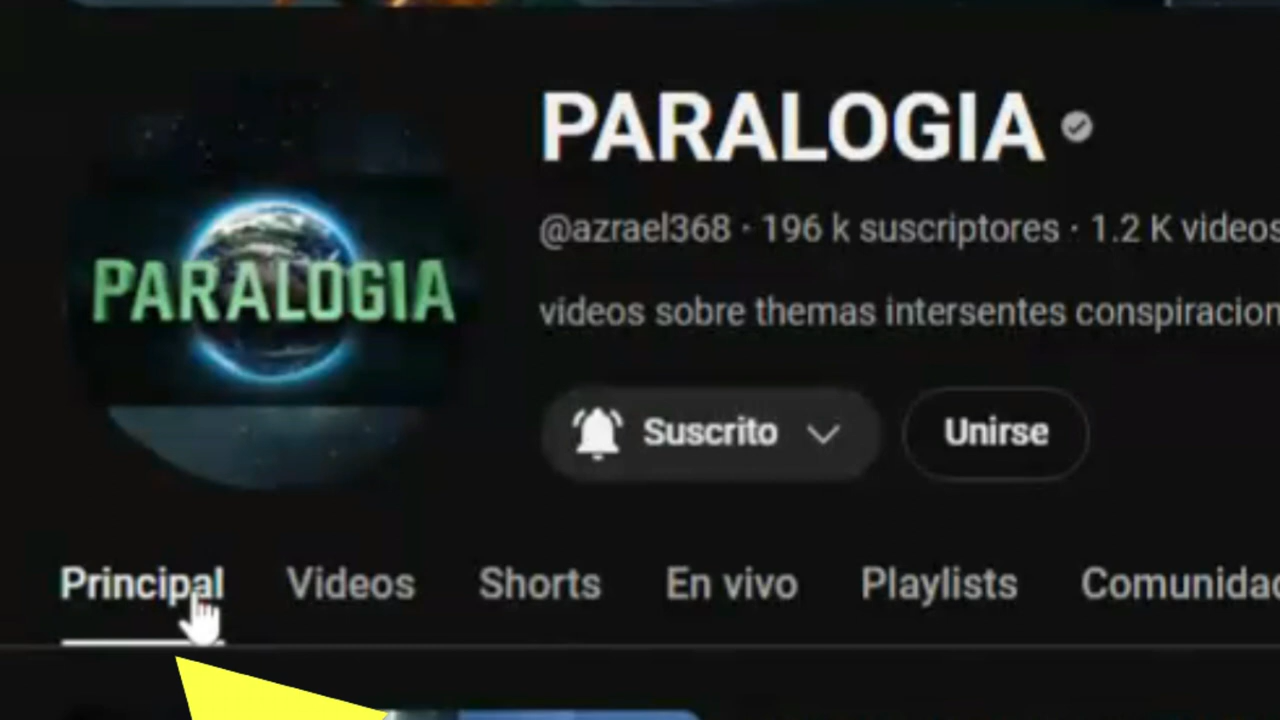 PARALOGIA
PARALOGIA
@azrael368 · 196 k suscriptores · 1.2 K videos
videos sobre themas intersentes conspiracion
Suscrito
Unirse
Principal Videos Shorts En vivo Playlists Comunidad